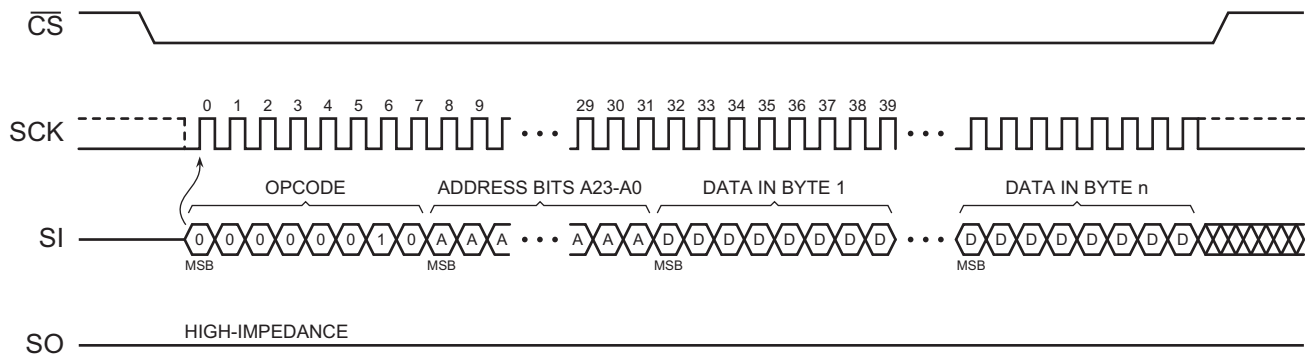 CS
0 1 2 3 4 5 6 7 8 9 29 30 31 32 33 34 35 36 37 38 39
SCK
OPCODE ADDRESS BITS A23-A0 DATA IN BYTE 1 DATA IN BYTE n
SI 0 0 0 0 0 0 1 0 A A A A A A D D D D D D D D D D D D D D D D
MSB MSB MSB MSB
HIGH-IMPEDANCE
SO